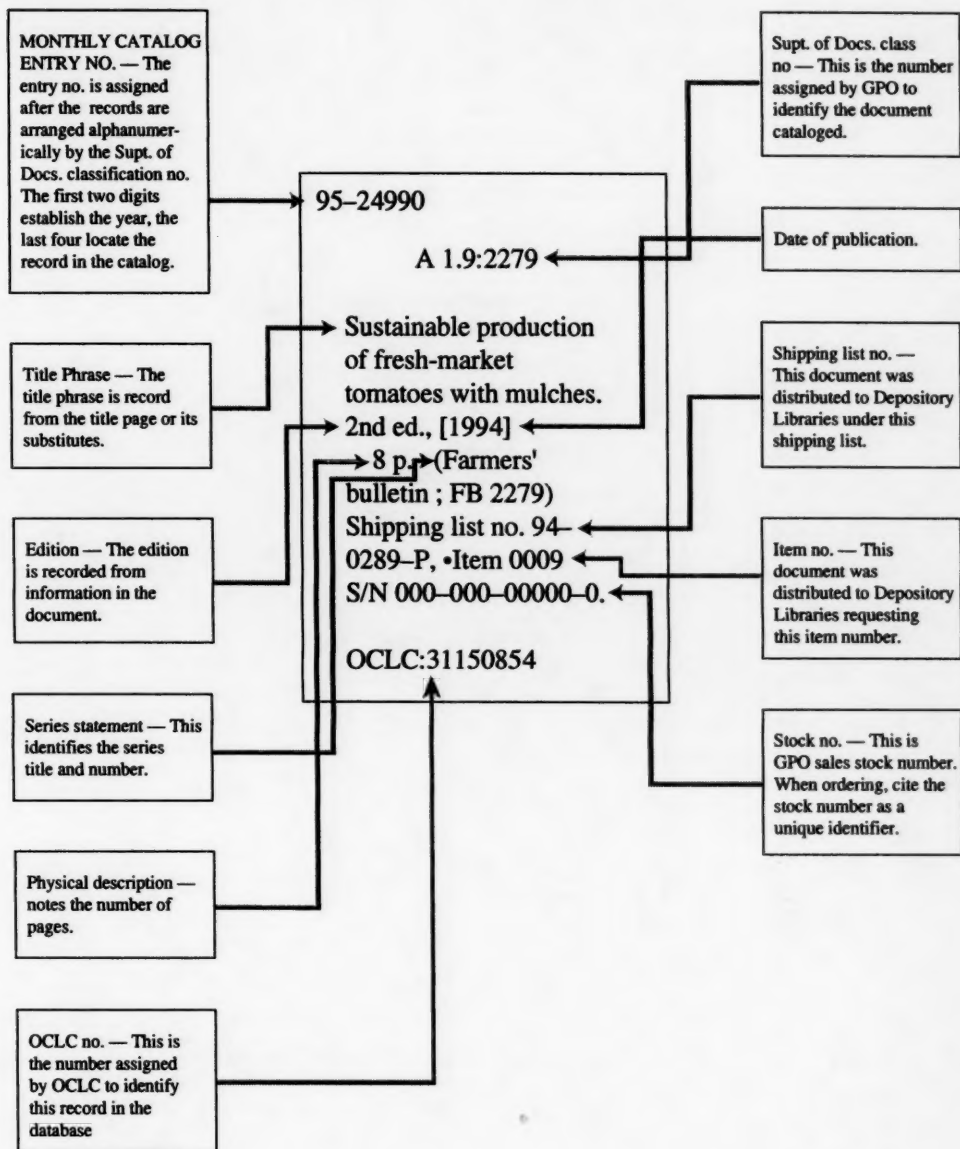 MONTHLY CATALOG
ENTRY NO. — The
entry no. is assigned
after the records are
arranged alphanumer-
ically by the Supt. of
Docs. classification no.
The first two digits
establish the year, the
last four locate the
record in the catalog.
Title Phrase — The
title phrase is record
from the title page or its
substitutes.
Edition — The edition
is recorded from
information in the
document.
Series statement — This
identifies the series
title and number.
Physical description —
notes the number of
pages.
OCLC no. — This is
the number assigned
by OCLC to identify
this record in the
database
95–24990
A 1.9:2279
Sustainable production
of fresh-market
tomatoes with mulches.
2nd ed., [1994]
8 p. (Farmers'
bulletin ; FB 2279)
Shipping list no. 94–
0289–P, •Item 0009
S/N 000–000–00000–0.
OCLC:31150854
Supt. of Docs. class
no — This is the number
assigned by GPO to
identify the document
cataloged.
Date of publication.
Shipping list no. —
This document was
distributed to Depository
Libraries under this
shipping list.
Item no. — This
document was
distributed to Depository
Libraries requesting
this item number.
Stock no. — This is
GPO sales stock number.
When ordering, cite the
stock number as a
unique identifier.